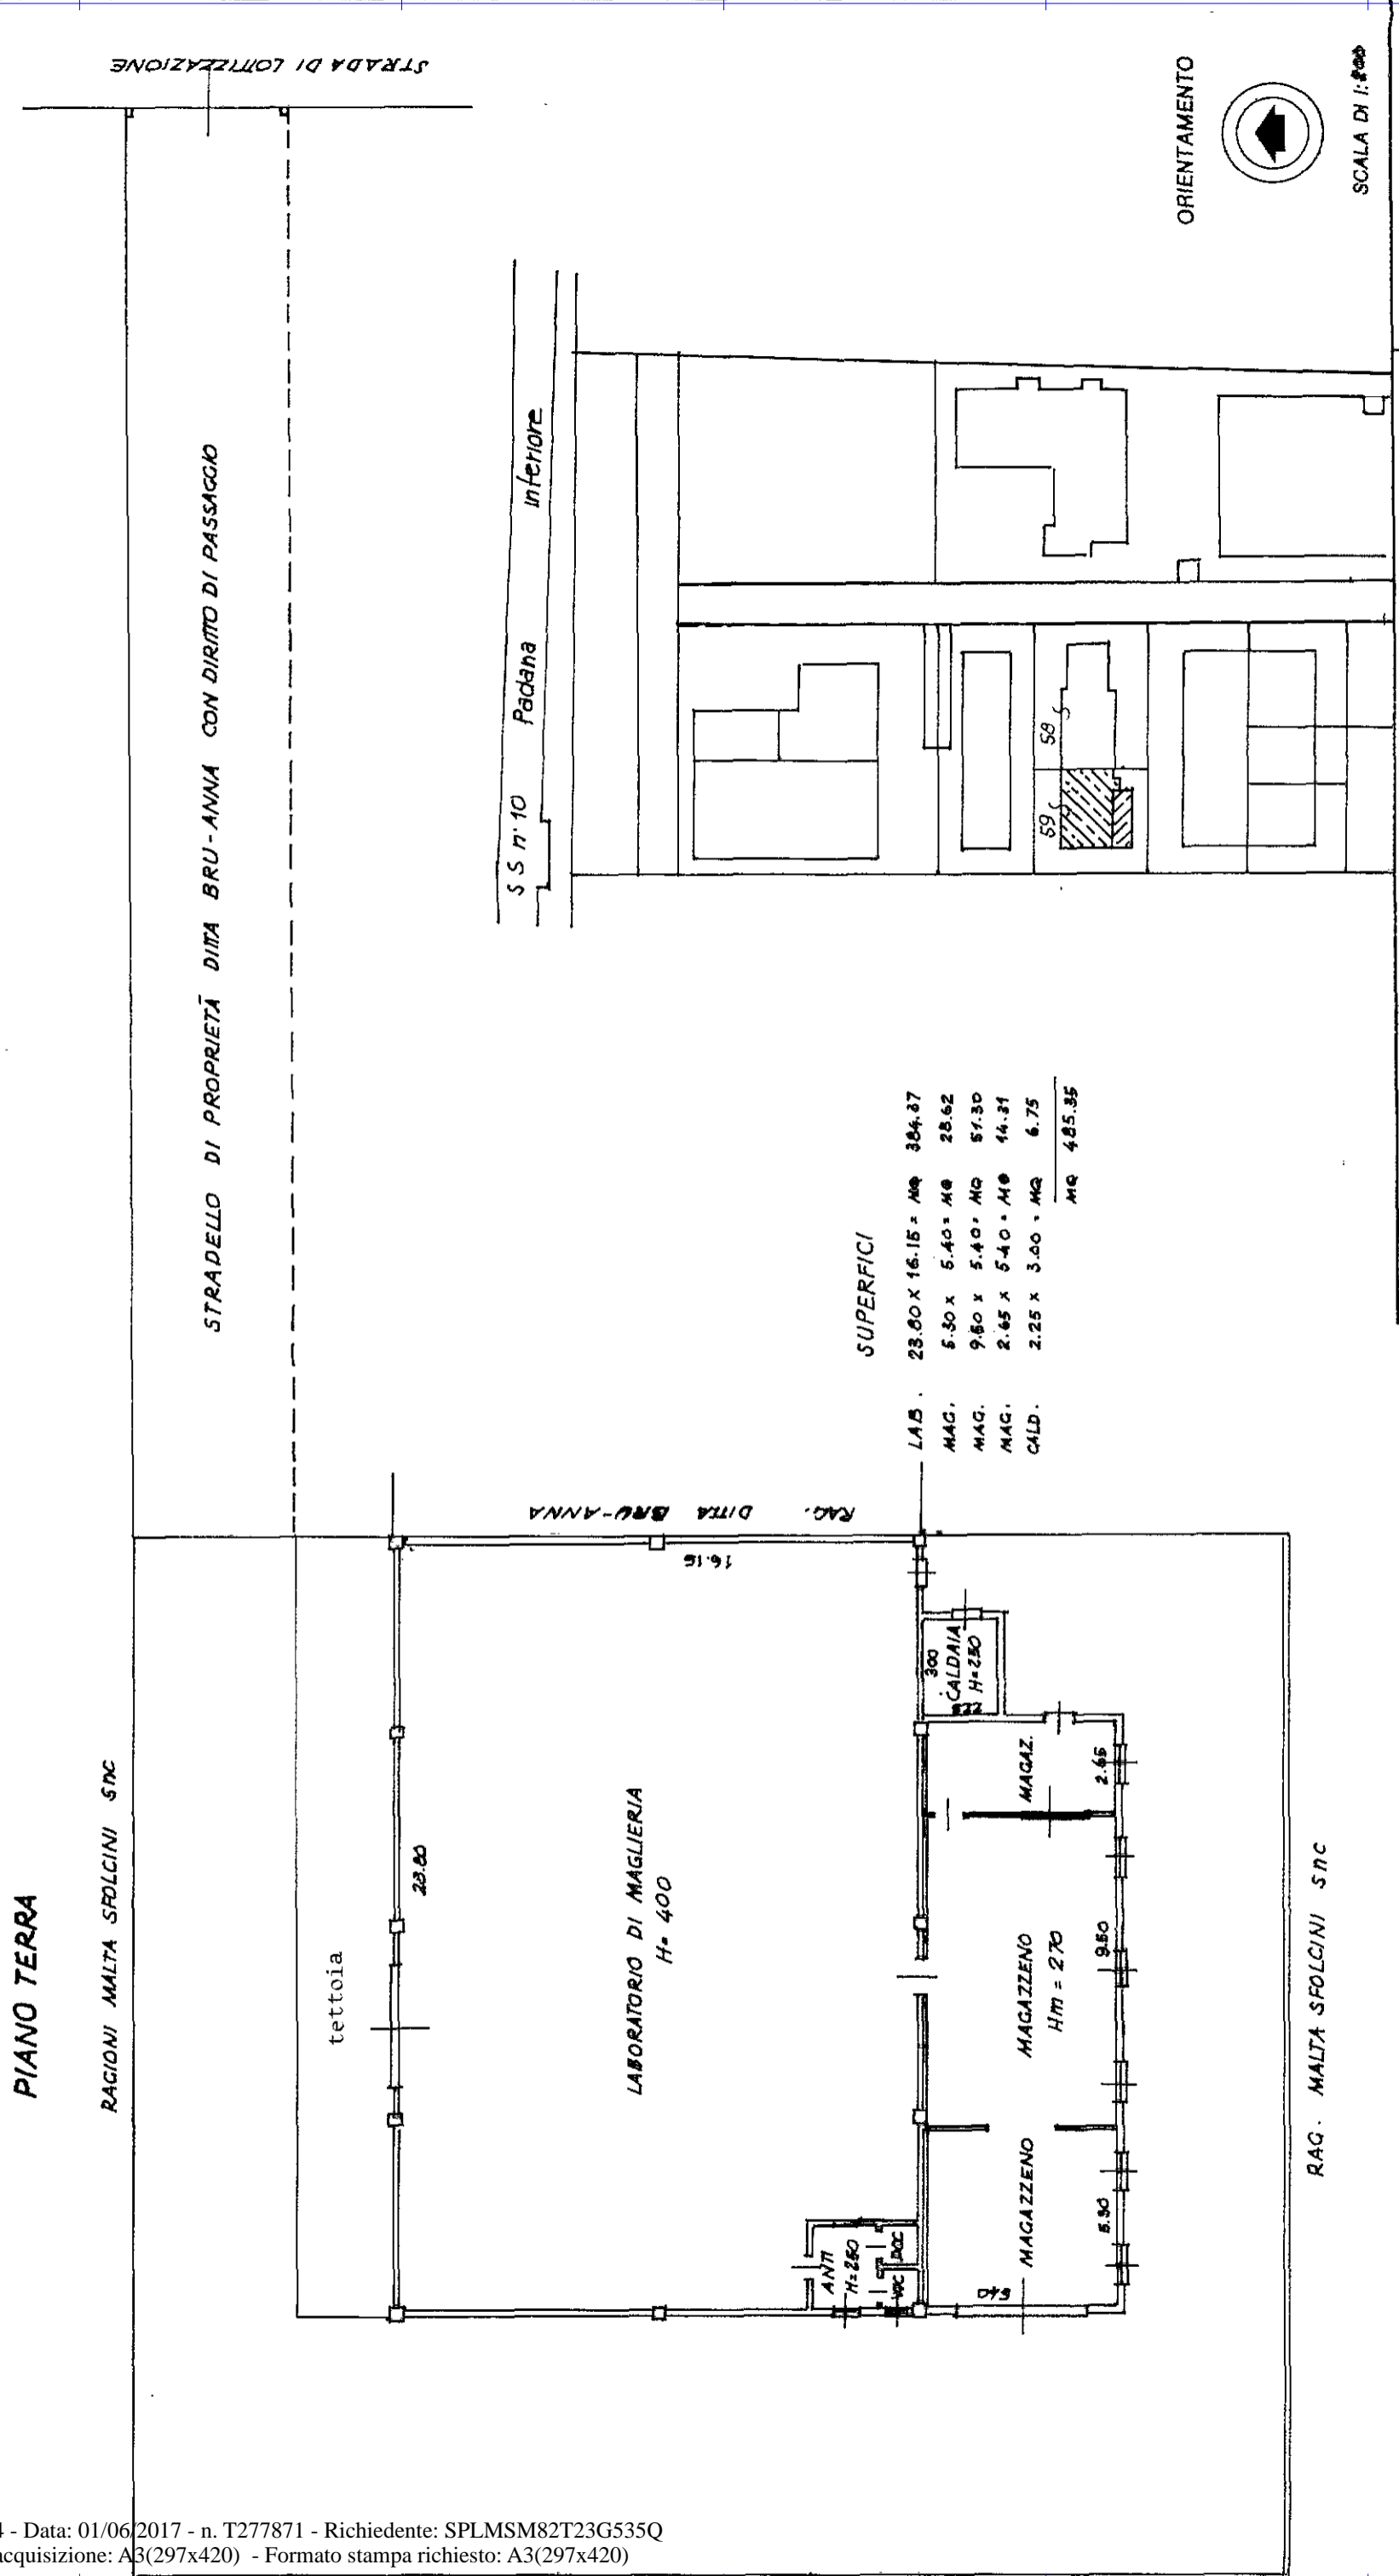 PIANO TERRA
RAGIONI MALTA SFOLCINI snc
STRADELLO DI PROPRIETÀ DITTA BRU-ANNA CON DIRITTO DI PASSAGGIO
STRADA DI LOTTIZZAZIONE
tettoia
23.80
LABORATORIO DI MAGLIERIA
H= 400
16.15
RAG. DITTA BRU-ANNA
ANTI
H=250
WC
DOC
MAGAZZENO
5.30
5.40
MAGAZZENO
Hm = 270
9.50
MAGAZ.
2.65
300
CALDAIA
H=250
RAG. MALTA SFOLCINI snc
SUPERFICI
LAB. 23.80 x 16.15 = MQ 384.37
MAG. 5.30 x 5.40 = MQ 28.62
MAG. 9.50 x 5.40 = MQ 51.30
MAG. 2.65 x 5.40 = MQ 14.31
CALD. 2.25 x 3.00 = MQ 6.75
MQ 485.35
S S n° 10 Padana Inferiore
59
58
ORIENTAMENTO
SCALA DI 1:200
- Data: 01/06/2017 - n. T277871 - Richiedente: SPLMSM82T23G535Q
acquisizione: A3(297x420) - Formato stampa richiesto: A3(297x420)